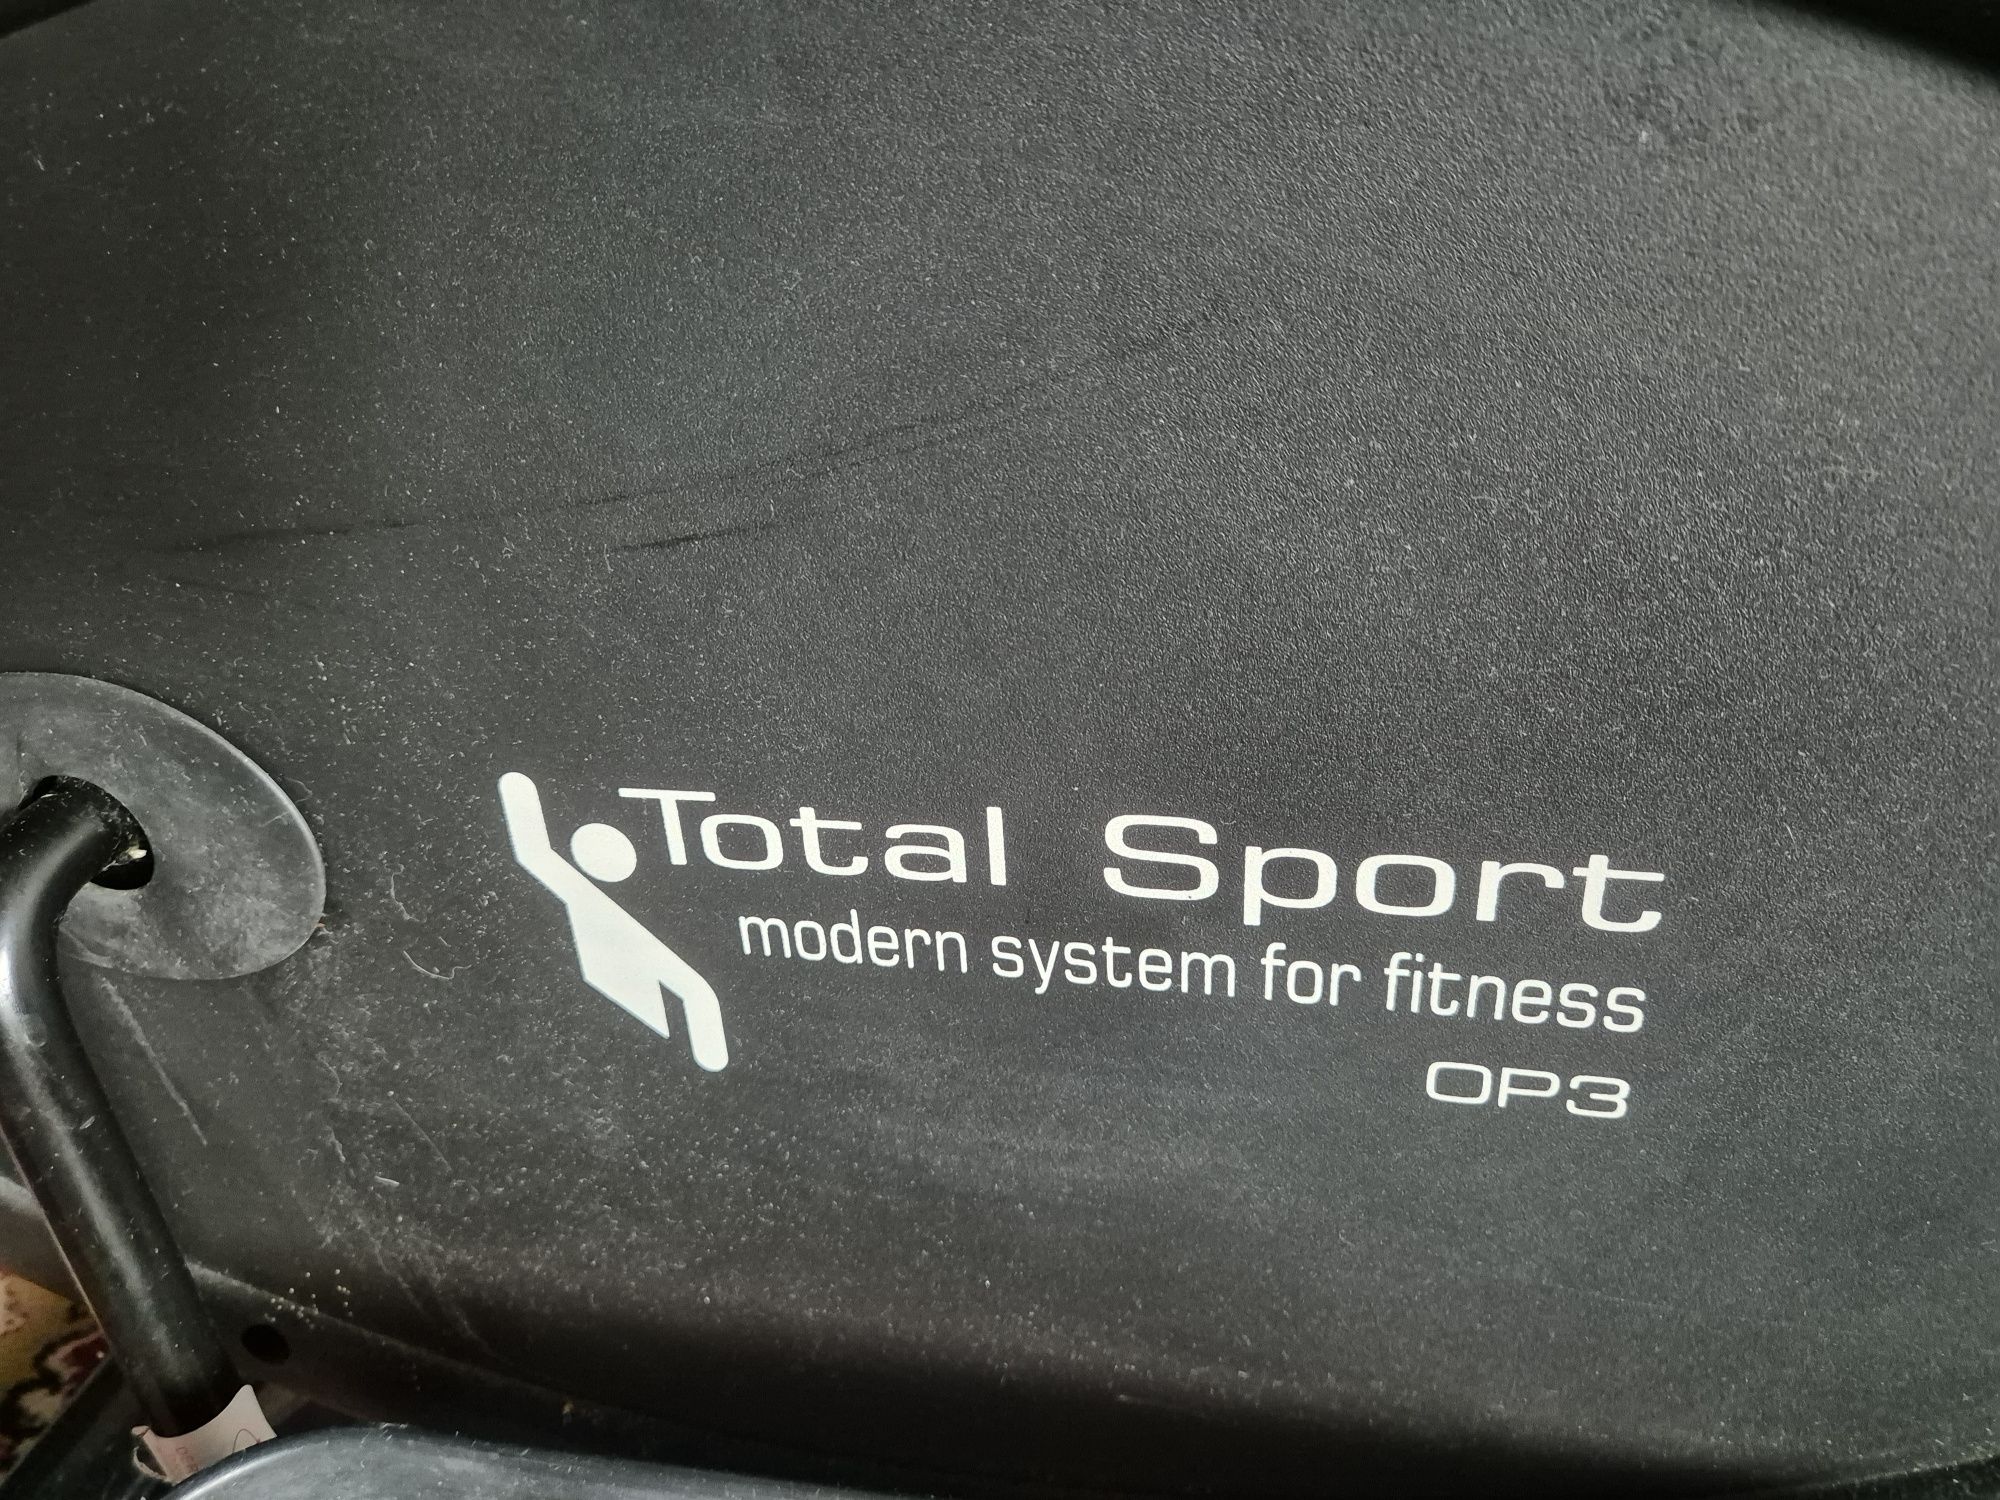 Total Sport
modern system for fitness
OP3